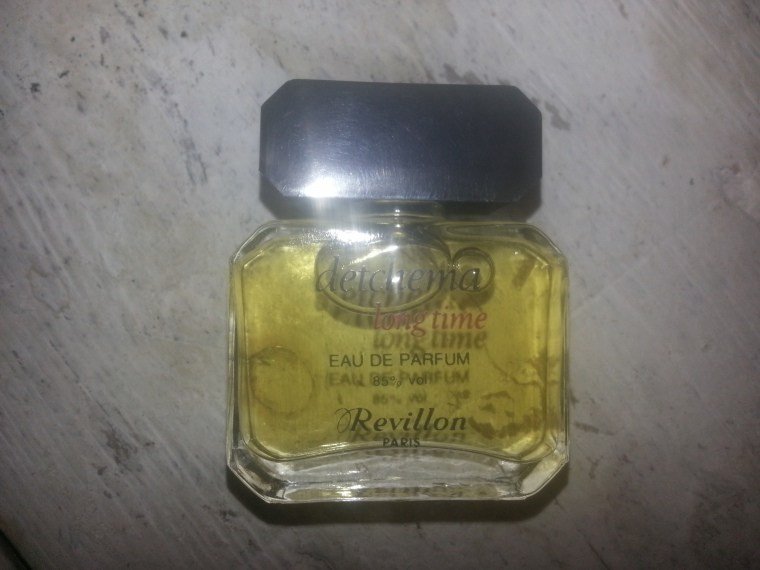 detchema
long time
EAU DE PARFUM
85% Vol
Revillon
PARIS